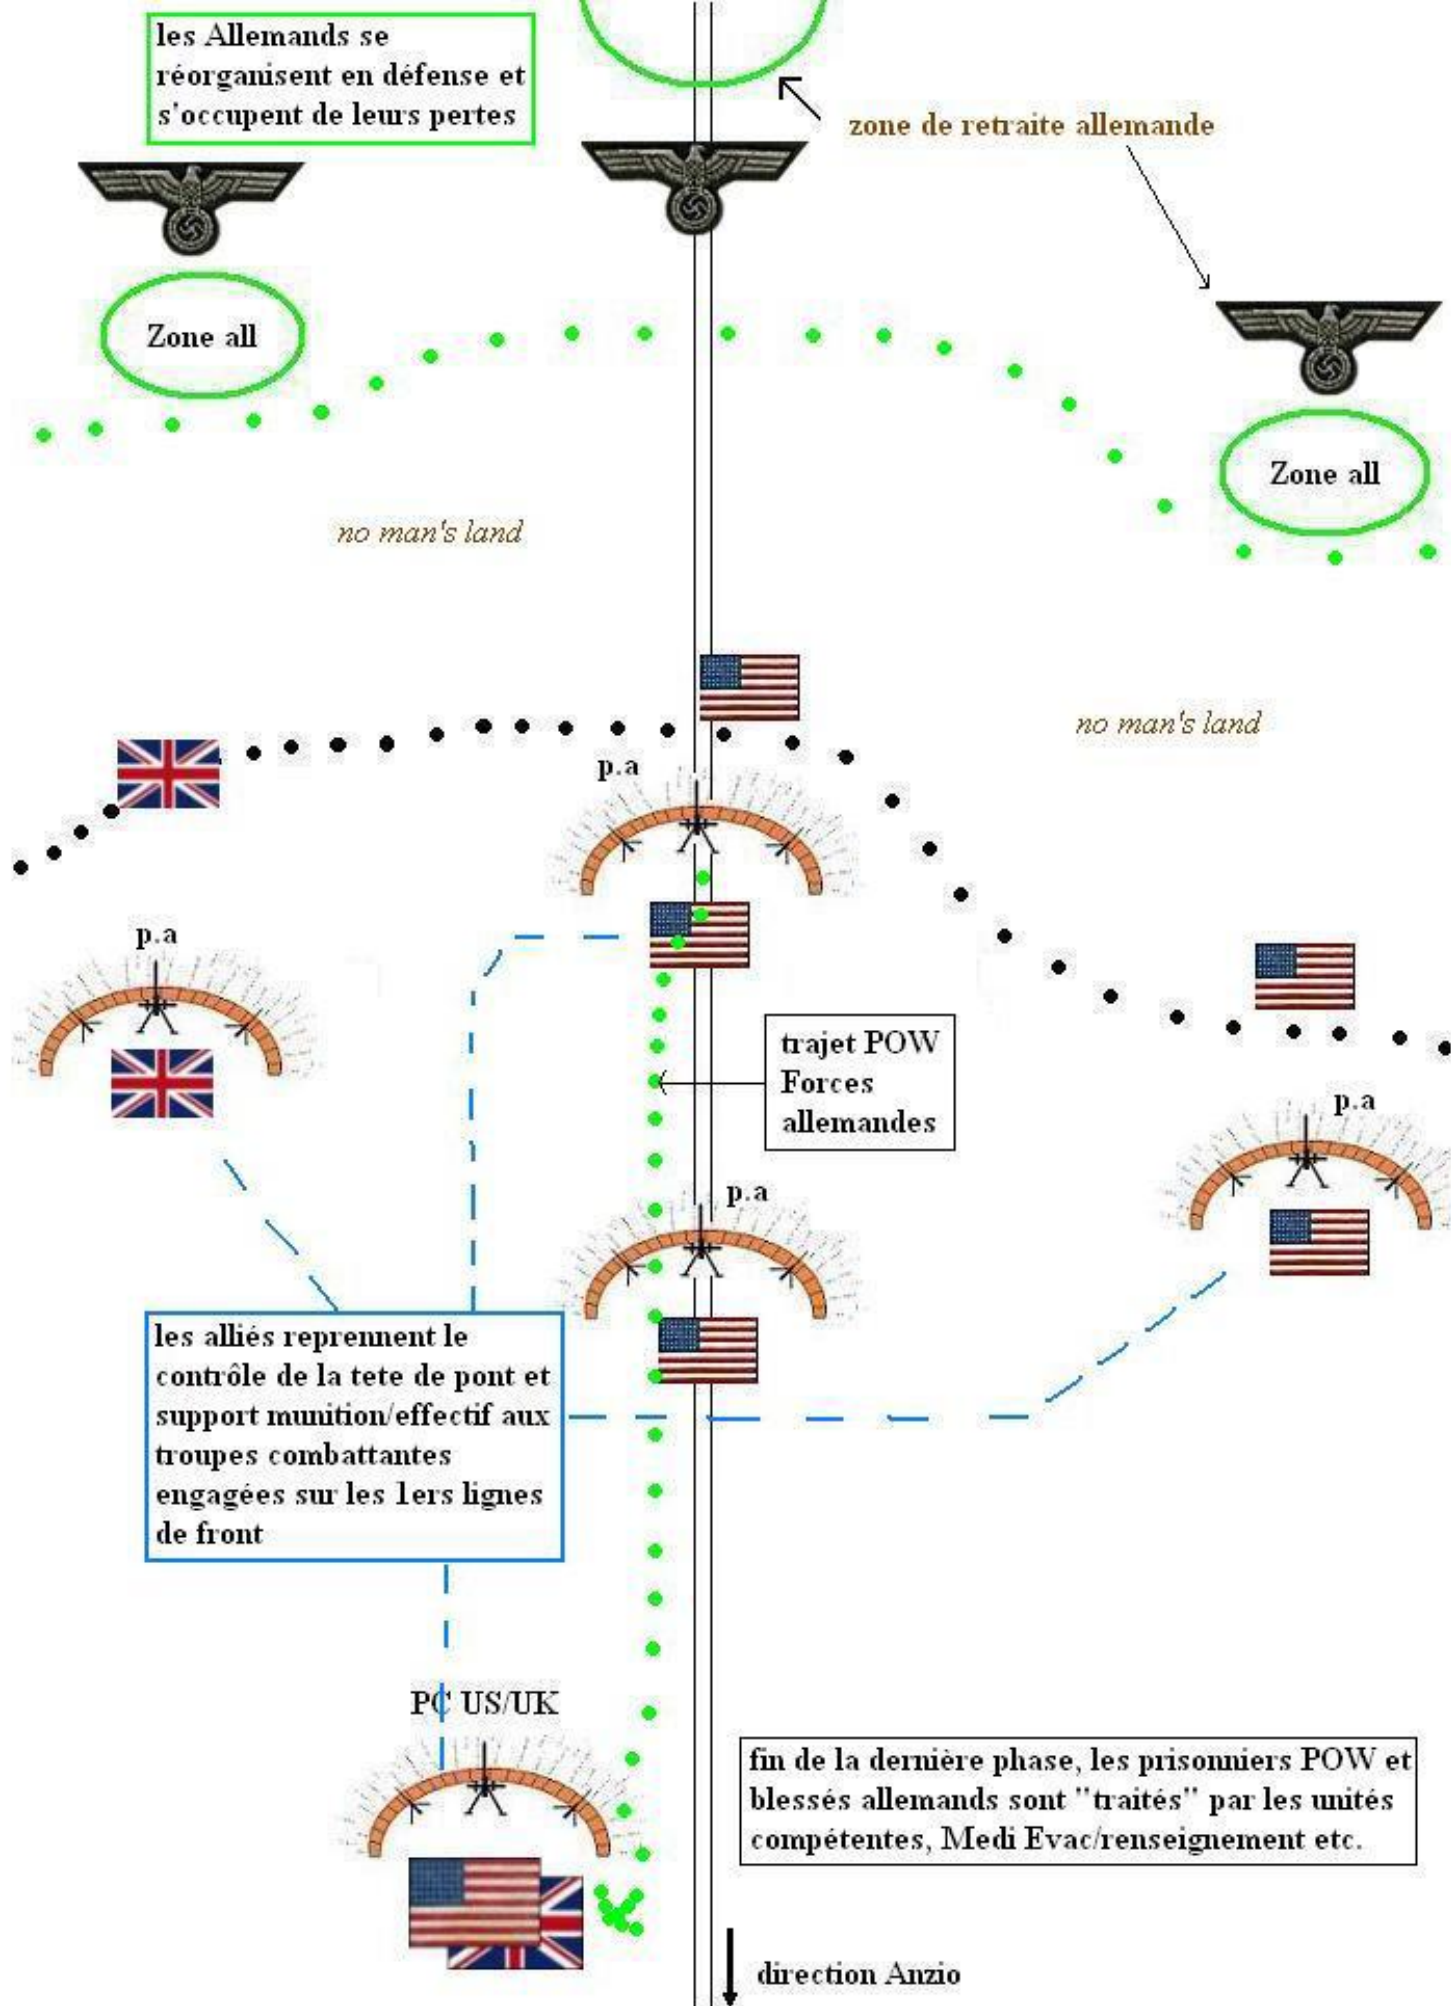 les Allemands se
réorganisent en défense et
s'occupent de leurs pertes
zone de retraite allemande
Zone all
Zone all
no man's land
no man's land
p.a
p.a
trajet POW
Forces
allemandes
p.a
p.a
les alliés reprennent le
contrôle de la tete de pont et
support munition/effectif aux
troupes combattantes
engagées sur les 1ers lignes
de front
PC US/UK
fin de la dernière phase, les prisonniers POW et
blessés allemands sont "traités" par les unités
compétentes, Medi Evac/renseignement etc.
direction Anzio